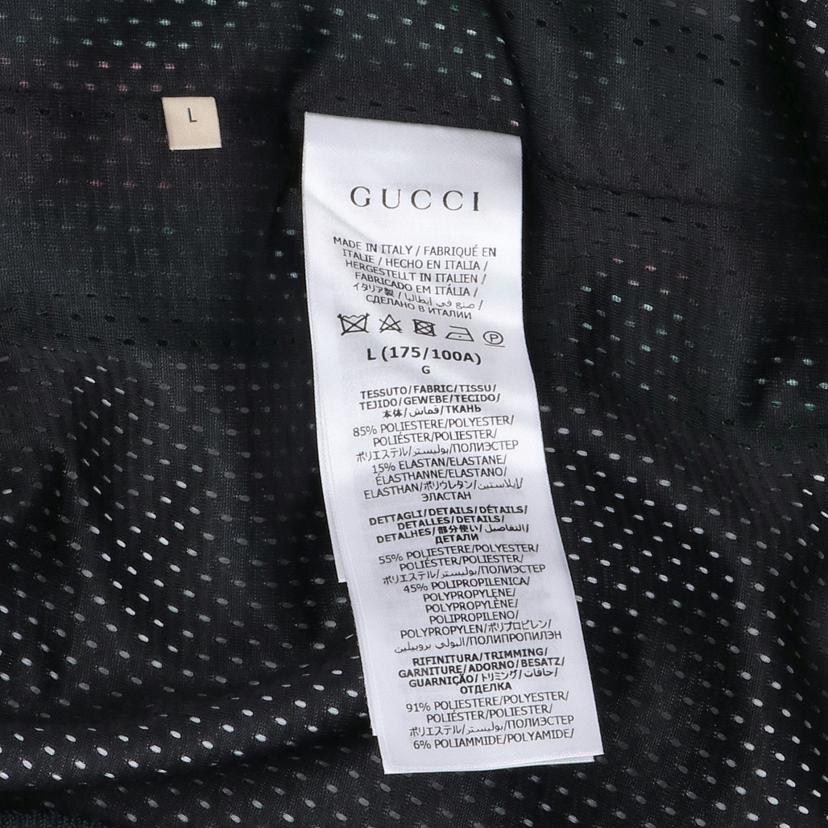 L
GUCCI
MADE IN ITALY / FABRIQUÉ EN
ITALIE / HECHO EN ITALIA /
HERGESTELLT IN ITALIEN /
FABRICADO EM ITÁLIA /
イタリア製 / صنع في إيطاليا /
СДЕЛАНО В ИТАЛИИ
P
L (175/100A)
G
TESSUTO/FABRIC/TISSU/
TEJIDO/GEWEBE/TECIDO/
本体/قماش/ТКАНЬ
85% POLIESTERE/POLYESTER/
POLIÉSTER/POLIESTER/
ポリエステル/بوليستر/ПОЛИЭСТЕР
15% ELASTAN/ELASTANE/
ÉLASTHANNE/ELASTANO/
ELASTHAN/ポリウレタン/إيلاستين/
ЭЛАСТАН
DETTAGLI/DETAILS/DÉTAILS/
DETALLES/DETAILS/
DETALHES/部分使い/التفاصيل/
ДЕТАЛИ
55% POLIESTERE/POLYESTER/
POLIÉSTER/POLIESTER/
ポリエステル/بوليستر/ПОЛИЭСТЕР
45% POLIPROPILENICA/
POLYPROPYLENE/
POLYPROPYLÈNE/
POLIPROPILENO/
POLYPROPYLEN/ポリプロピレン/
البولي بروبيلين/ПОЛИПРОПИЛЭН
RIFINITURA/TRIMMING/
GARNITURE/ADORNO/BESATZ/
GUARNIÇÃO/トリミング/حافات/
ОТДЕЛКА
91% POLIESTERE/POLYESTER/
POLIÉSTER/POLIESTER/
ポリエステル/بوليستر/ПОЛИЭСТЕР
6% POLIAMMIDE/POLYAMIDE/